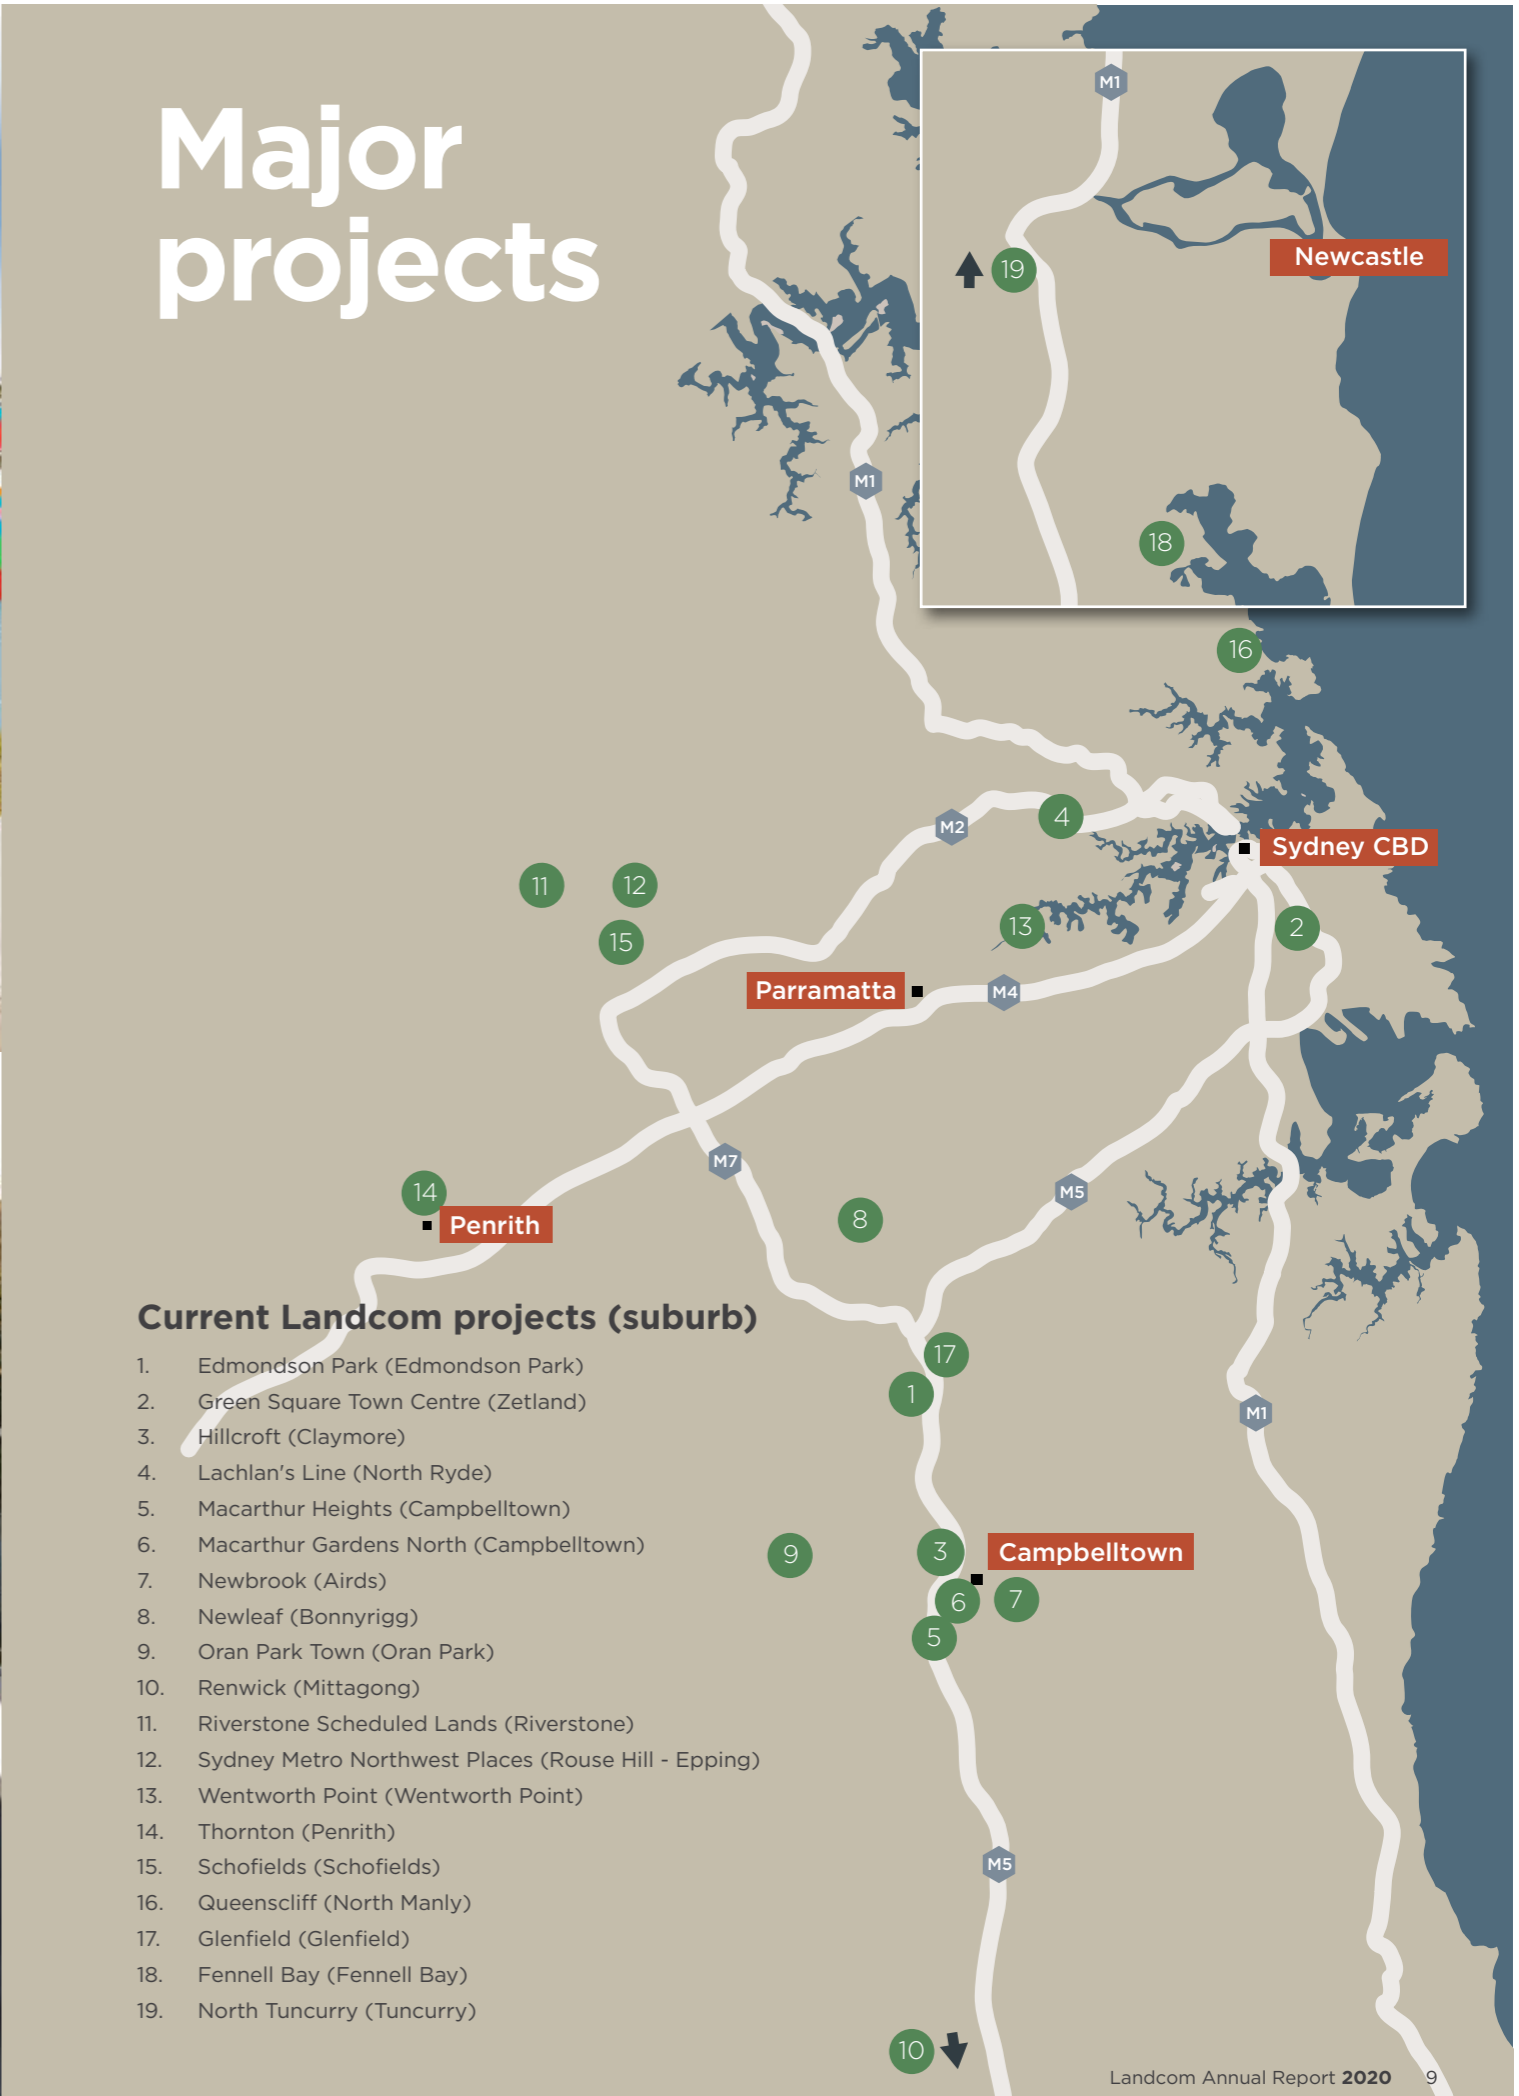 Major
projects
M1
19
Newcastle
18
M1
16
M2
4
Sydney CBD
11
12
15
13
2
Parramatta
M4
M7
14
Penrith
8
M5
Current Landcom projects (suburb)
1. Edmondson Park (Edmondson Park)
2. Green Square Town Centre (Zetland)
3. Hillcroft (Claymore)
4. Lachlan's Line (North Ryde)
5. Macarthur Heights (Campbelltown)
6. Macarthur Gardens North (Campbelltown)
7. Newbrook (Airds)
8. Newleaf (Bonnyrigg)
9. Oran Park Town (Oran Park)
10. Renwick (Mittagong)
11. Riverstone Scheduled Lands (Riverstone)
12. Sydney Metro Northwest Places (Rouse Hill - Epping)
13. Wentworth Point (Wentworth Point)
14. Thornton (Penrith)
15. Schofields (Schofields)
16. Queenscliff (North Manly)
17. Glenfield (Glenfield)
18. Fennell Bay (Fennell Bay)
19. North Tuncurry (Tuncurry)
17
1
M1
9
3
Campbelltown
6
7
5
M5
10
Landcom Annual Report 2020 9